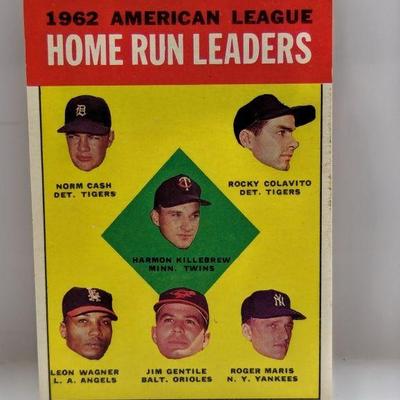 1962 AMERICAN LEAGUE
HOME RUN LEADERS
NORM CASH
DET. TIGERS
ROCKY COLAVITO
DET. TIGERS
HARMON KILLEBREW
MINN. TWINS
LEON WAGNER
L. A. ANGELS
JIM GENTILE
BALT. ORIOLES
ROGER MARIS
N. Y. YANKEES